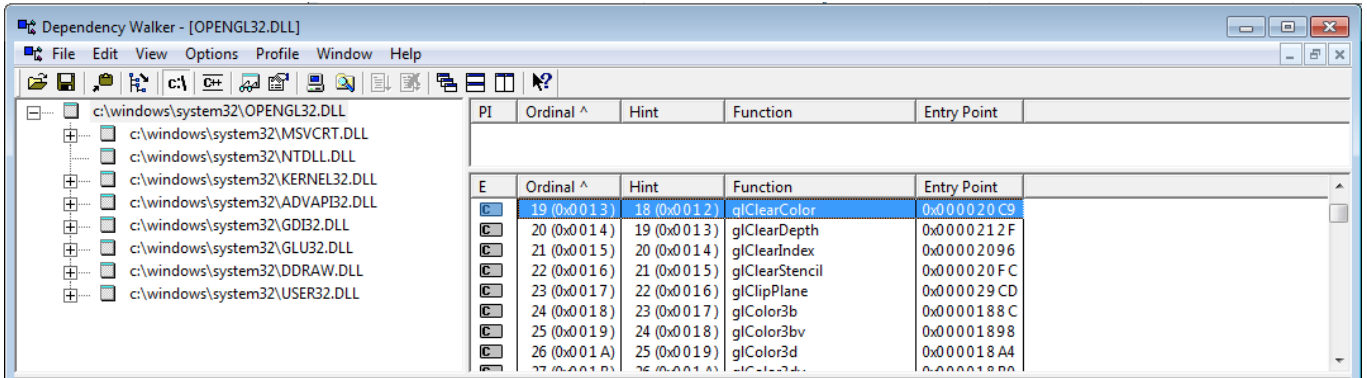 Dependency Walker - [OPENGL32.DLL]
File Edit View Options Profile Window Help
c:\ C++
c:\windows\system32\OPENGL32.DLL
c:\windows\system32\MSVCRT.DLL
c:\windows\system32\NTDLL.DLL
c:\windows\system32\KERNEL32.DLL
c:\windows\system32\ADVAPI32.DLL
c:\windows\system32\GDI32.DLL
c:\windows\system32\GLU32.DLL
c:\windows\system32\DDRAW.DLL
c:\windows\system32\USER32.DLL
PI Ordinal ^ Hint Function Entry Point
E Ordinal ^ Hint Function Entry Point
C 19 (0x0013) 18 (0x0012) glClearColor 0x000020C9
C 20 (0x0014) 19 (0x0013) glClearDepth 0x0000212F
C 21 (0x0015) 20 (0x0014) glClearIndex 0x00002096
C 22 (0x0016) 21 (0x0015) glClearStencil 0x000020FC
C 23 (0x0017) 22 (0x0016) glClipPlane 0x000029CD
C 24 (0x0018) 23 (0x0017) glColor3b 0x0000188C
C 25 (0x0019) 24 (0x0018) glColor3bv 0x00001898
C 26 (0x001A) 25 (0x0019) glColor3d 0x000018A4